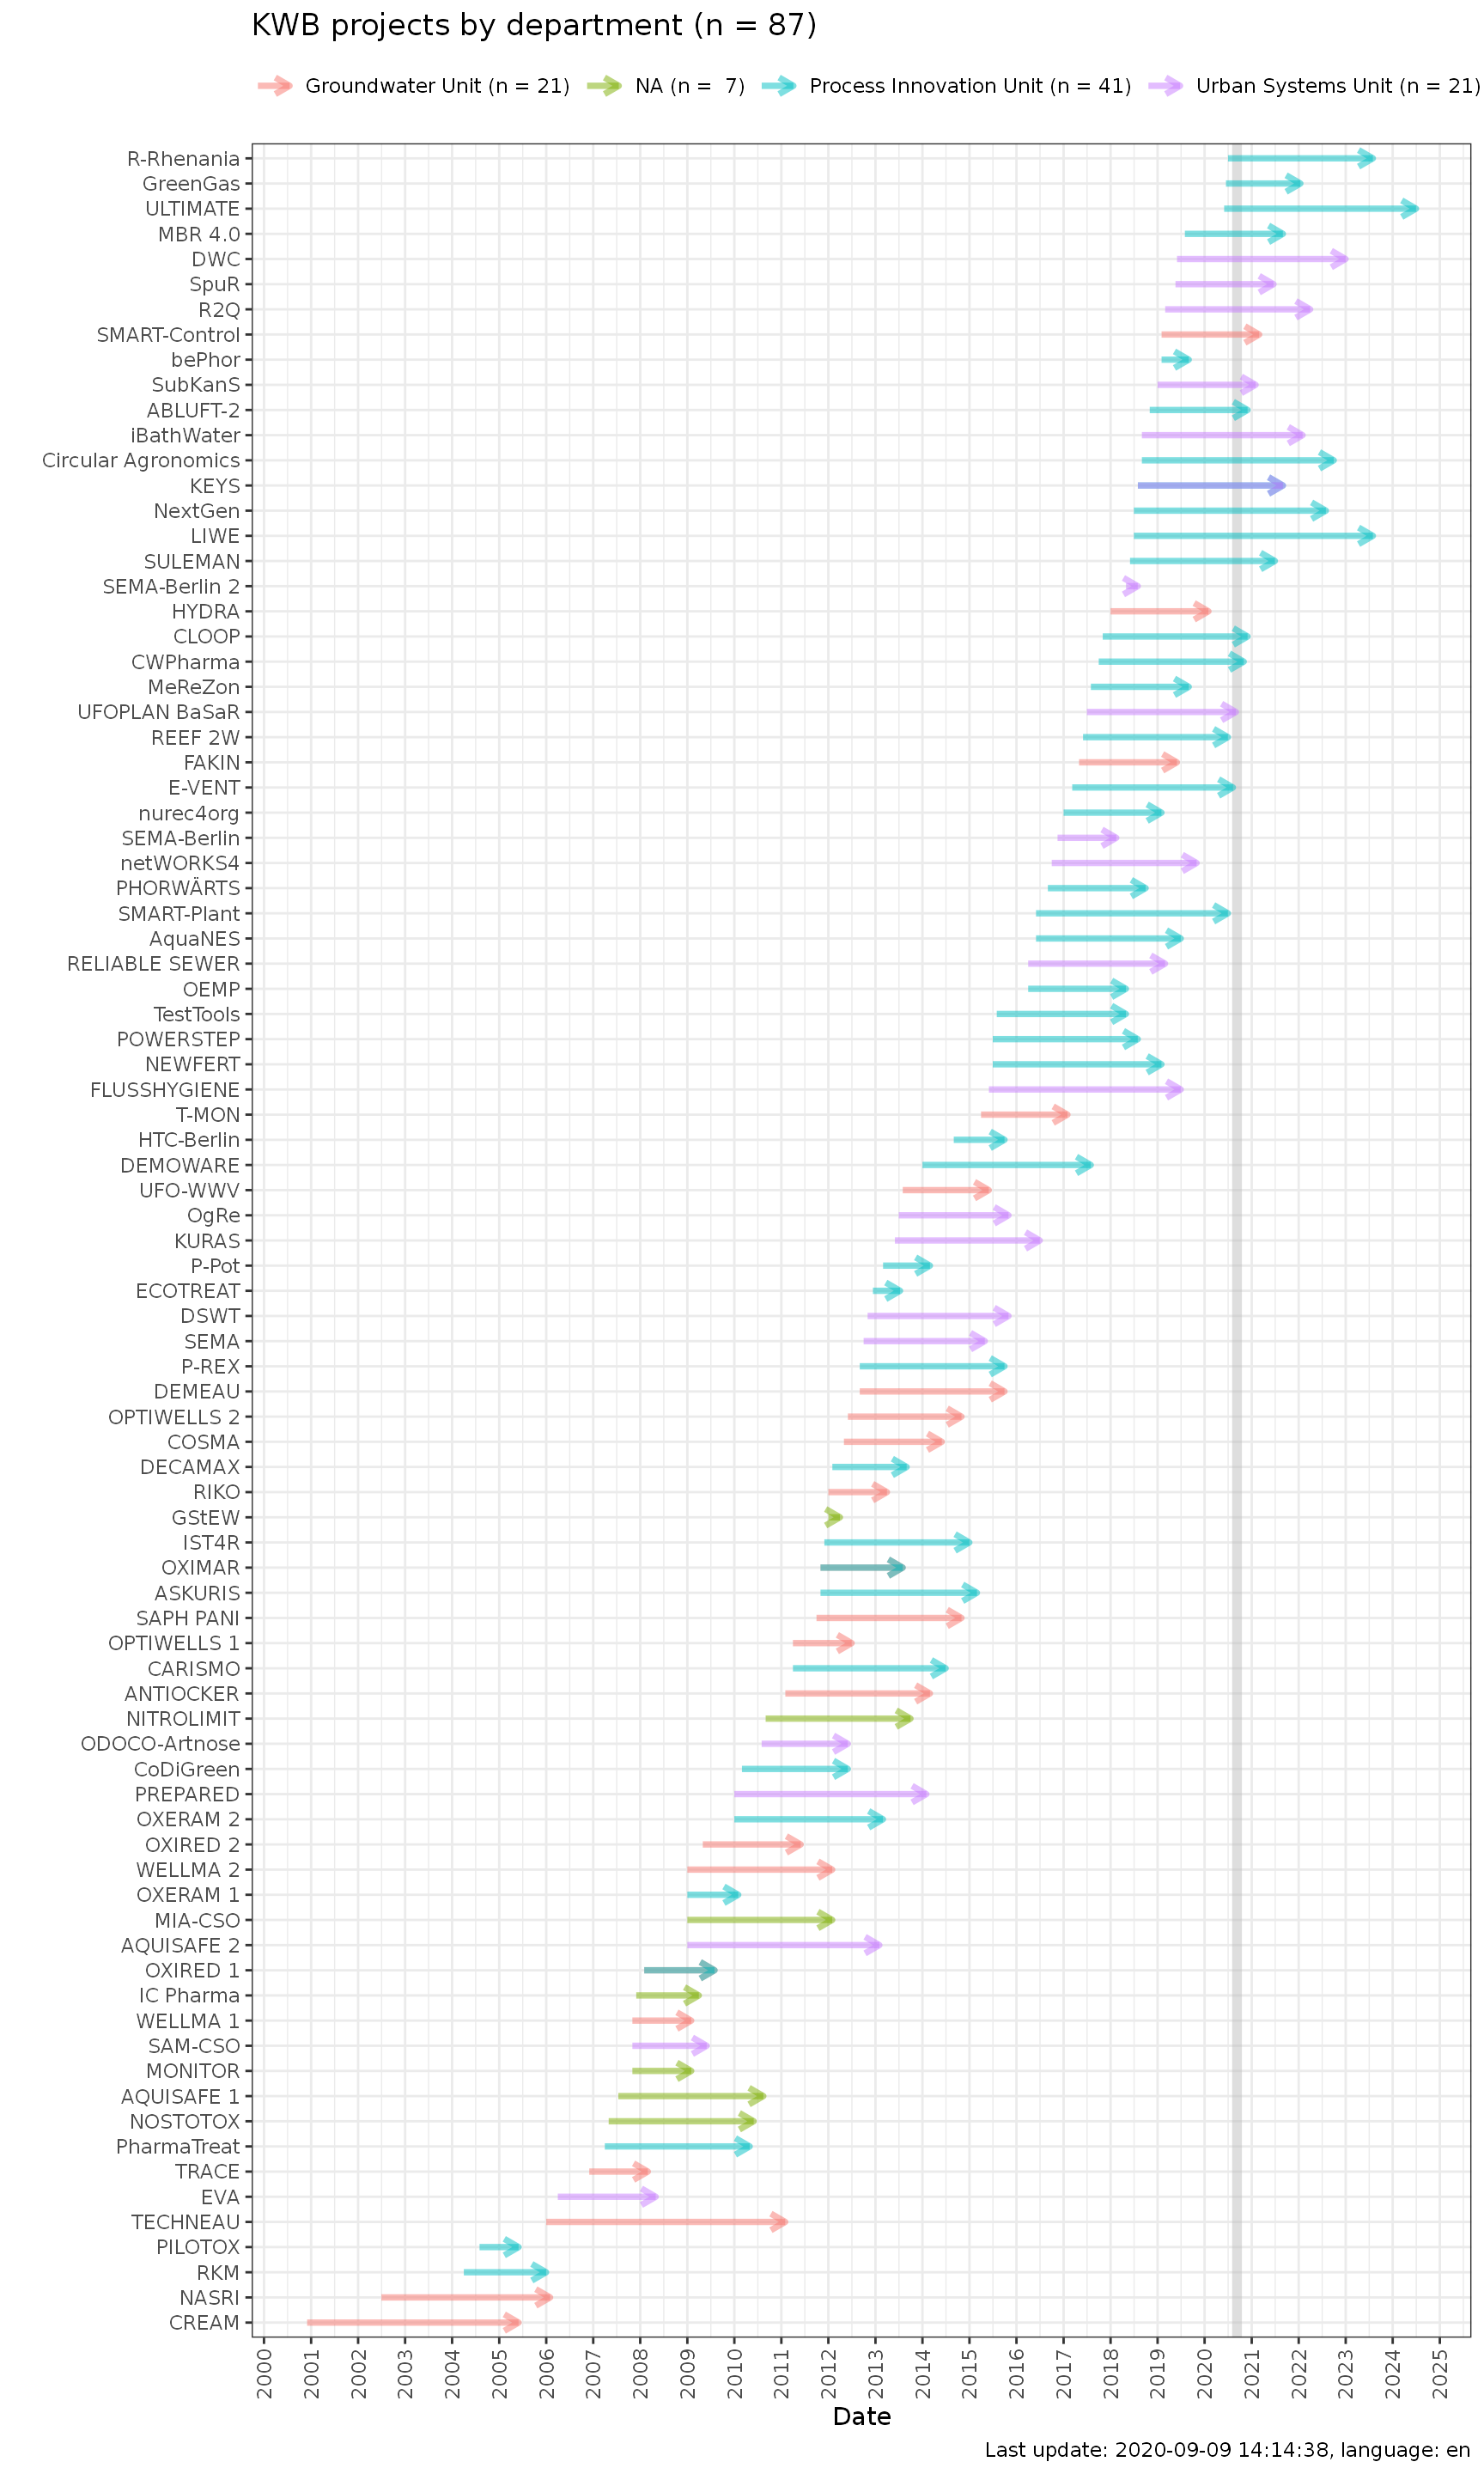 KWB projects by department (n = 87)
Groundwater Unit (n = 21) NA (n =  7) Process Innovation Unit (n = 41) Urban Systems Unit (n = 21)
R-Rhenania
GreenGas
ULTIMATE
MBR 4.0
DWC
SpuR
R2Q
SMART-Control
bePhor
SubKanS
ABLUFT-2
iBathWater
Circular Agronomics
KEYS
NextGen
LIWE
SULEMAN
SEMA-Berlin 2
HYDRA
CLOOP
CWPharma
MeReZon
UFOPLAN BaSaR
REEF 2W
FAKIN
E-VENT
nurec4org
SEMA-Berlin
netWORKS4
PHORWÄRTS
SMART-Plant
AquaNES
RELIABLE SEWER
OEMP
TestTools
POWERSTEP
NEWFERT
FLUSSHYGIENE
T-MON
HTC-Berlin
DEMOWARE
UFO-WWV
OgRe
KURAS
P-Pot
ECOTREAT
DSWT
SEMA
P-REX
DEMEAU
OPTIWELLS 2
COSMA
DECAMAX
RIKO
GStEW
IST4R
OXIMAR
ASKURIS
SAPH PANI
OPTIWELLS 1
CARISMO
ANTIOCKER
NITROLIMIT
ODOCO-Artnose
CoDiGreen
PREPARED
OXERAM 2
OXIRED 2
WELLMA 2
OXERAM 1
MIA-CSO
AQUISAFE 2
OXIRED 1
IC Pharma
WELLMA 1
SAM-CSO
MONITOR
AQUISAFE 1
NOSTOTOX
PharmaTreat
TRACE
EVA
TECHNEAU
PILOTOX
RKM
NASRI
CREAM
2000 2001 2002 2003 2004 2005 2006 2007 2008 2009 2010 2011 2012 2013 2014 2015 2016 2017 2018 2019 2020 2021 2022 2023 2024 2025
Date
Last update: 2020-09-09 14:14:38, language: en